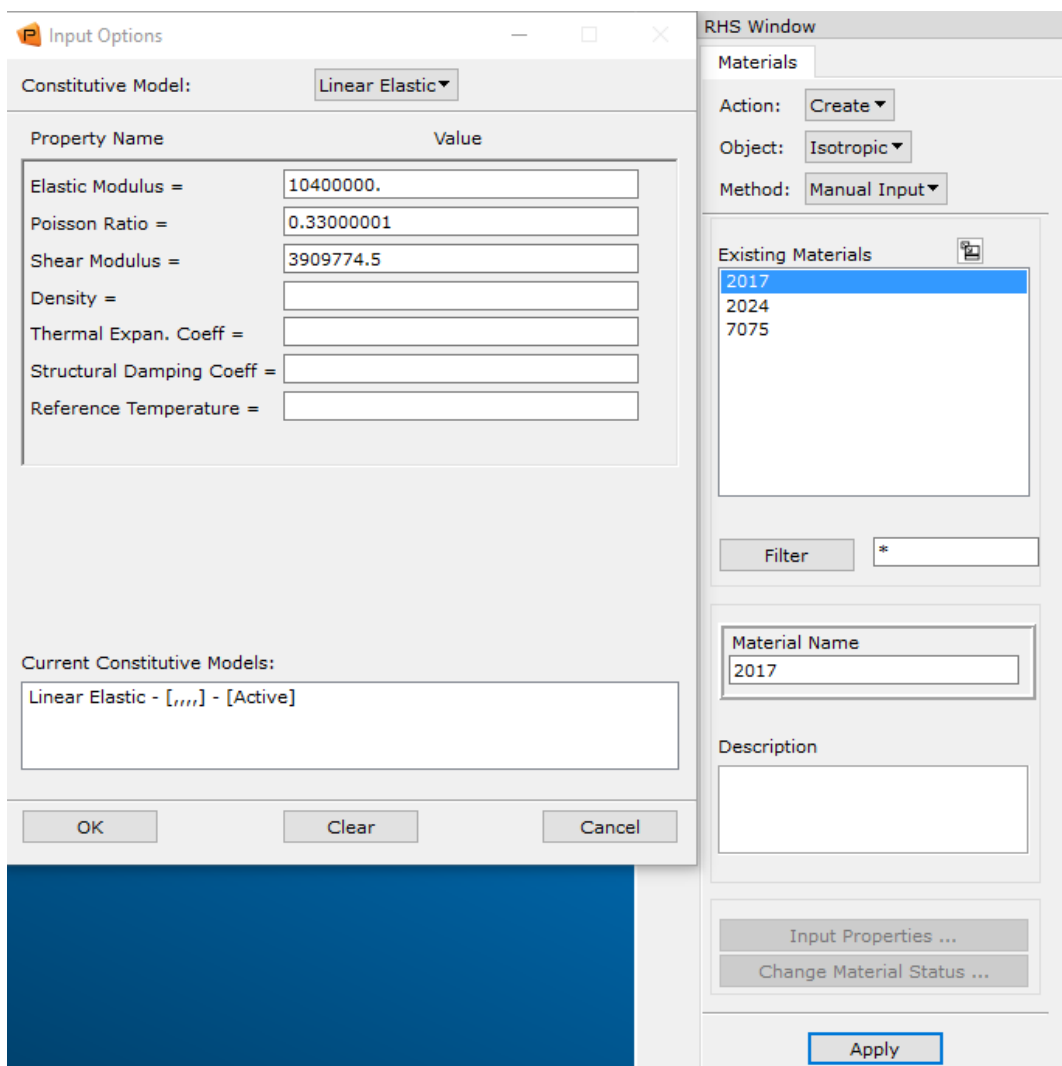 Input Options
Constitutive Model: Linear Elastic
Property Name Value
Elastic Modulus = 10400000.
Poisson Ratio = 0.33000001
Shear Modulus = 3909774.5
Density =
Thermal Expan. Coeff =
Structural Damping Coeff =
Reference Temperature =
Current Constitutive Models:
Linear Elastic - [,,,,] - [Active]
OK Clear Cancel
RHS Window
Materials
Action: Create
Object: Isotropic
Method: Manual Input
Existing Materials
2017
2024
7075
Filter *
Material Name
2017
Description
Input Properties ...
Change Material Status ...
Apply